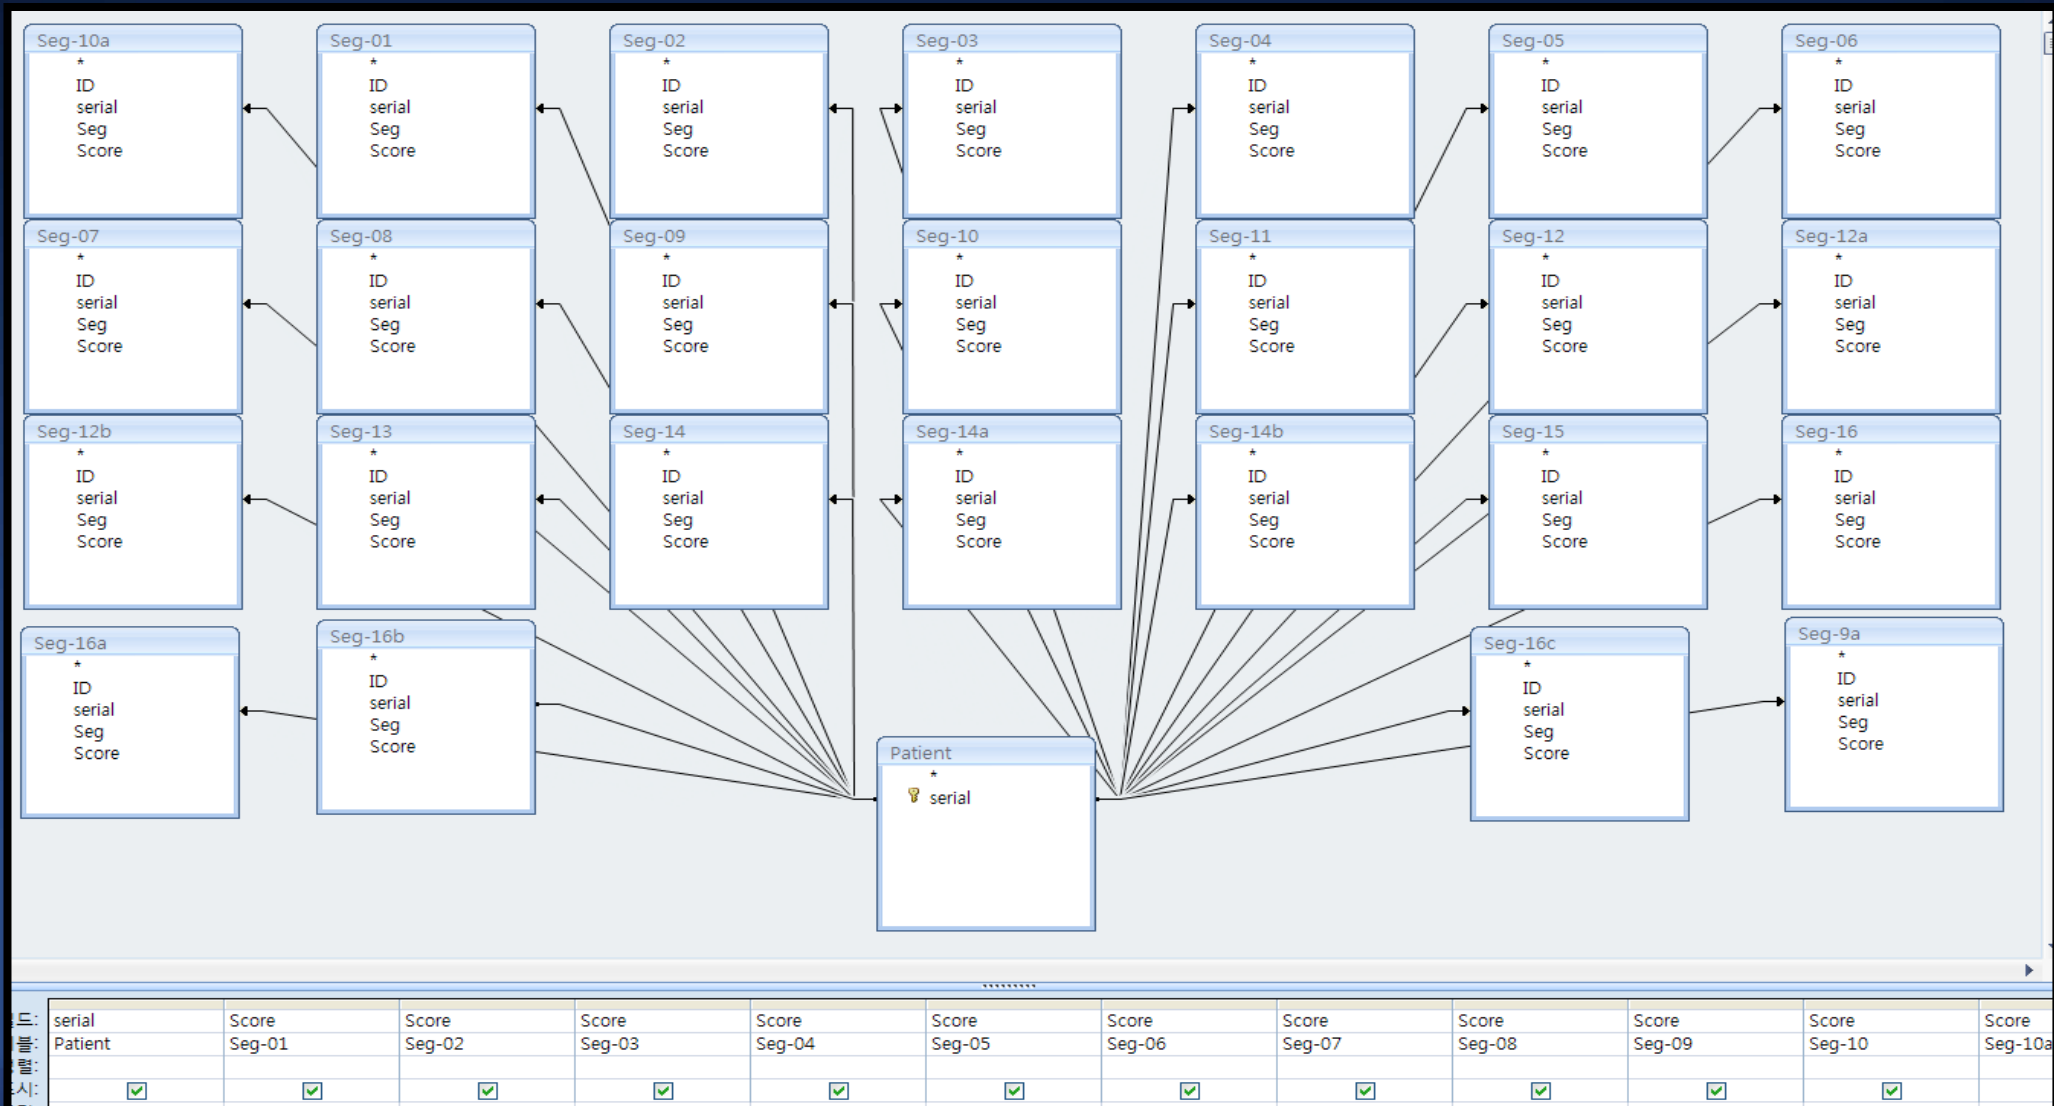 Seg-10a
*
ID
serial
Seg
Score
Seg-01
*
ID
serial
Seg
Score
Seg-02
*
ID
serial
Seg
Score
Seg-03
*
ID
serial
Seg
Score
Seg-04
*
ID
serial
Seg
Score
Seg-05
*
ID
serial
Seg
Score
Seg-06
*
ID
serial
Seg
Score
Seg-07
*
ID
serial
Seg
Score
Seg-08
*
ID
serial
Seg
Score
Seg-09
*
ID
serial
Seg
Score
Seg-10
*
ID
serial
Seg
Score
Seg-11
*
ID
serial
Seg
Score
Seg-12
*
ID
serial
Seg
Score
Seg-12a
*
ID
serial
Seg
Score
Seg-12b
*
ID
serial
Seg
Score
Seg-13
*
ID
serial
Seg
Score
Seg-14
*
ID
serial
Seg
Score
Seg-14a
*
ID
serial
Seg
Score
Seg-14b
*
ID
serial
Seg
Score
Seg-15
*
ID
serial
Seg
Score
Seg-16
*
ID
serial
Seg
Score
Seg-16a
*
ID
serial
Seg
Score
Seg-16b
*
ID
serial
Seg
Score
Seg-16c
*
ID
serial
Seg
Score
Seg-9a
*
ID
serial
Seg
Score
Patient
*
serial
드: serial Score Score Score Score Score Score Score Score Score Score Score
블: Patient Seg-01 Seg-02 Seg-03 Seg-04 Seg-05 Seg-06 Seg-07 Seg-08 Seg-09 Seg-10 Seg-10a
렬:
시: